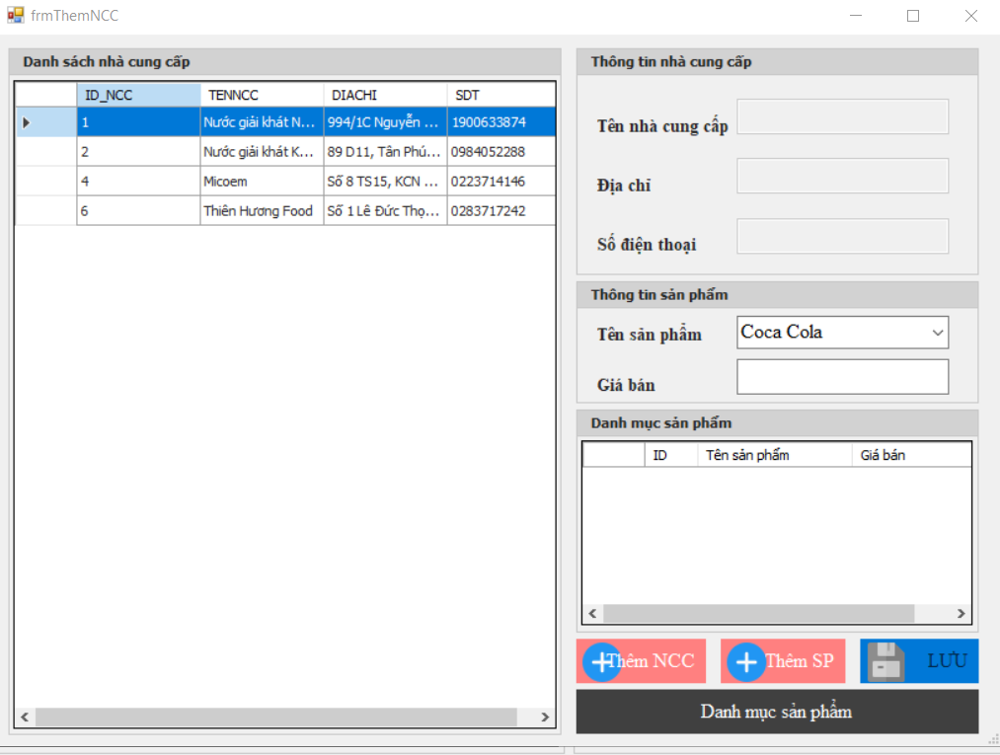 frmThemNCC
Danh sách nhà cung cấp
ID_NCC TENNCC DIACHI SDT
1 Nước giải khát N... 994/1C Nguyễn ... 1900633874
2 Nước giải khát K... 89 D11, Tân Phú... 0984052288
4 Micoem Số 8 TS15, KCN ... 0223714146
6 Thiên Hương Food Số 1 Lê Đức Thọ... 0283717242
Thông tin nhà cung cấp
Tên nhà cung cấp
Địa chỉ
Số điện thoại
Thông tin sản phẩm
Tên sản phẩm Coca Cola
Giá bán
Danh mục sản phẩm
ID Tên sản phẩm Giá bán
Thêm NCC Thêm SP LƯU
Danh mục sản phẩm